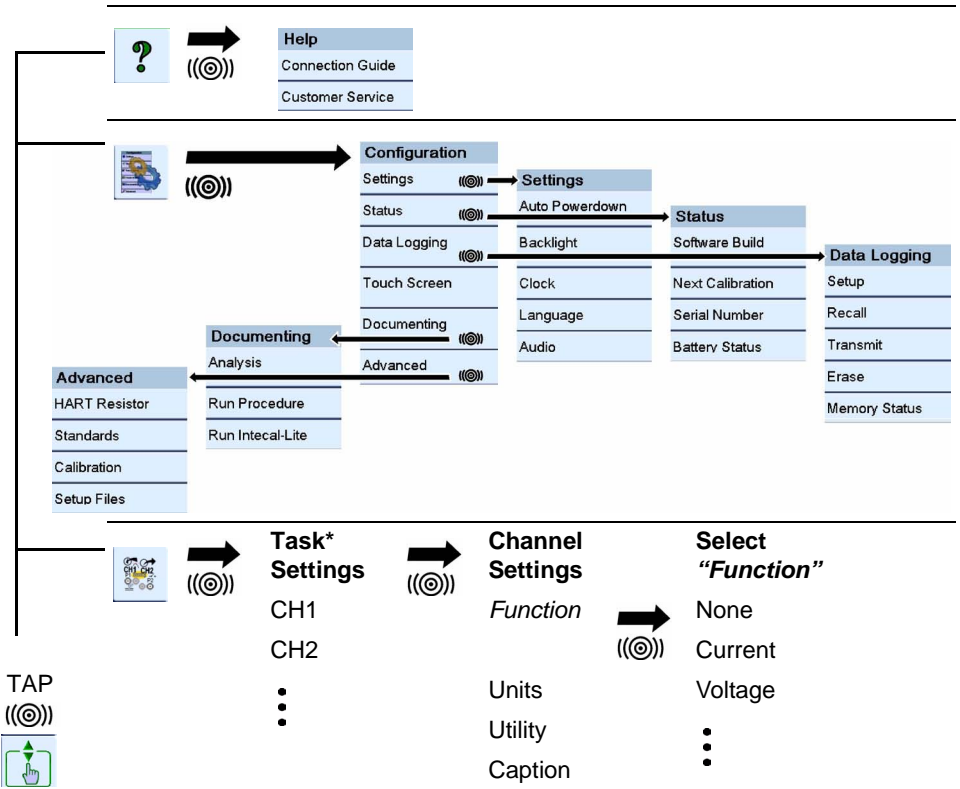 ?
Help
Connection Guide
Customer Service
Configuration
Settings
Status
Data Logging
Touch Screen
Documenting
Advanced
Settings
Auto Powerdown
Backlight
Clock
Language
Audio
Status
Software Build
Next Calibration
Serial Number
Battery Status
Data Logging
Setup
Recall
Transmit
Erase
Memory Status
Documenting
Analysis
Run Procedure
Run Intecal-Lite
Advanced
HART Resistor
Standards
Calibration
Setup Files
CH1 CH2
Task*
Settings
CH1
CH2
Channel
Settings
Function
Units
Utility
Caption
Select
“Function”
None
Current
Voltage
TAP